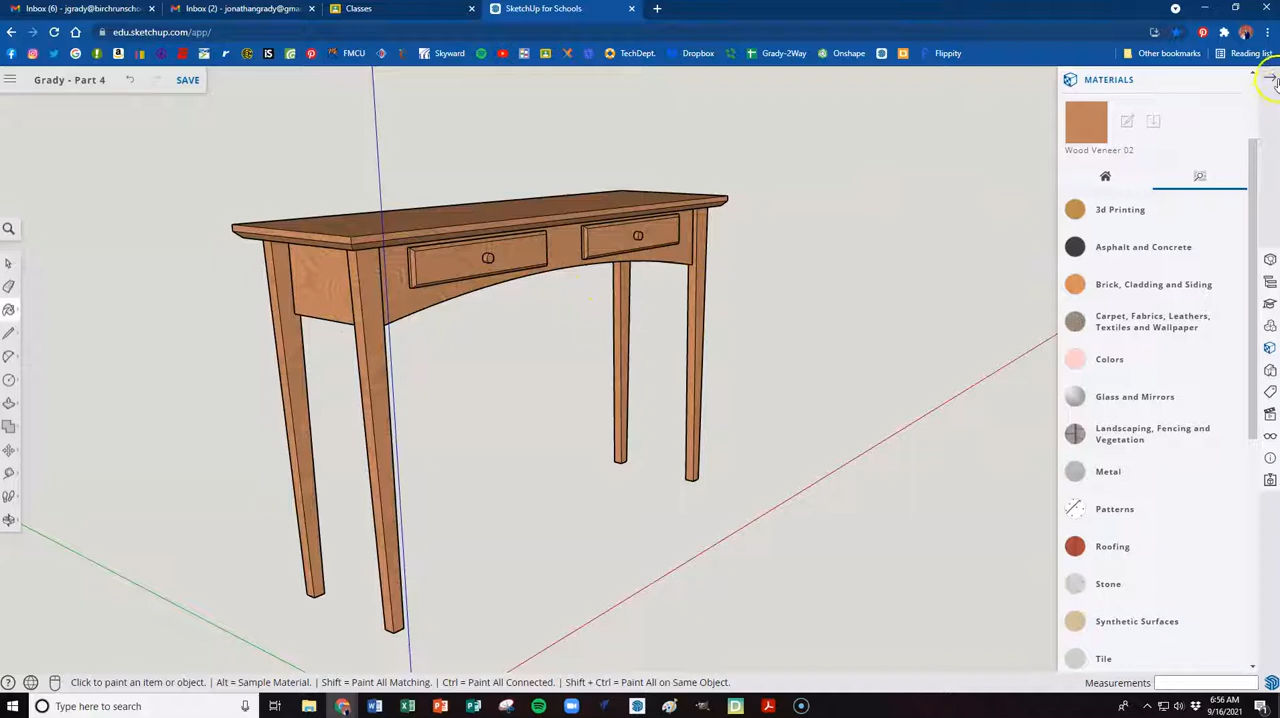 Inbox (6) - jgrady@birchrunscho
Inbox (2) - jonathangrady@gma
Classes
SketchUp for Schools
edu.sketchup.com/app/
FMCU
Skyward
TechDept.
Dropbox
Grady-2Way
Onshape
Flippity
Other bookmarks
Reading list
Grady - Part 4
SAVE
MATERIALS
Wood Veneer 02
3d Printing
Asphalt and Concrete
Brick, Cladding and Siding
Carpet, Fabrics, Leathers,
Textiles and Wallpaper
Colors
Glass and Mirrors
Landscaping, Fencing and
Vegetation
Metal
Patterns
Roofing
Stone
Synthetic Surfaces
Tile
Click to paint an item or object. | Alt = Sample Material. | Shift = Paint All Matching. | Ctrl = Paint All Connected. | Shift + Ctrl = Paint All on Same Object.
Measurements
Type here to search
6:56 AM
9/16/2021